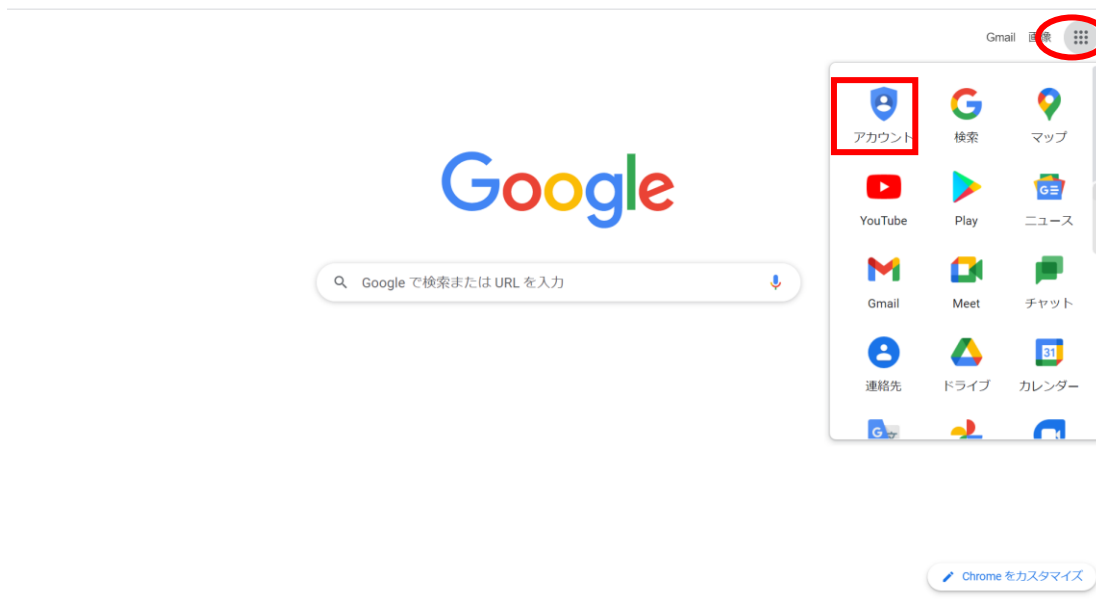 Gmail 画像
アカウント 検索 マップ
Google
YouTube Play ニュース
Google で検索または URL を入力
Gmail Meet チャット
31
連絡先 ドライブ カレンダー
Chrome をカスタマイズ